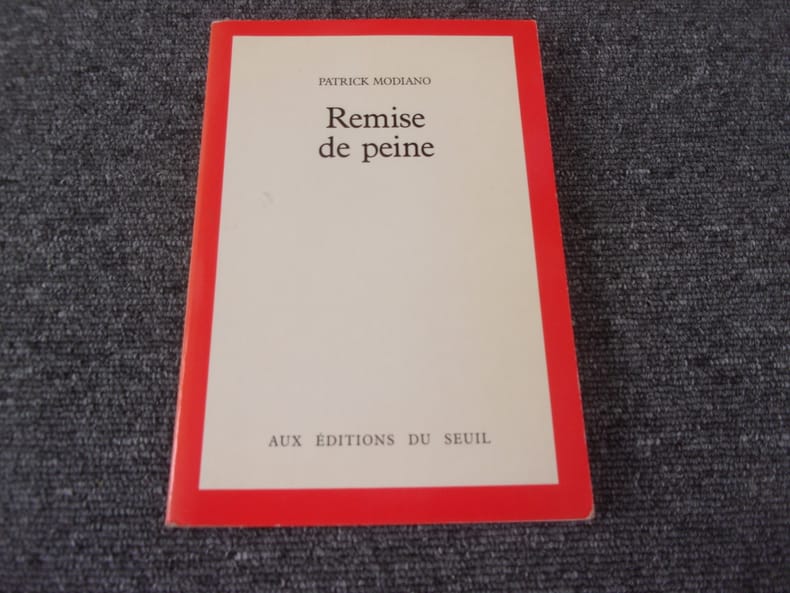 PATRICK MODIANO
Remise
de peine
AUX ÉDITIONS DU SEUIL